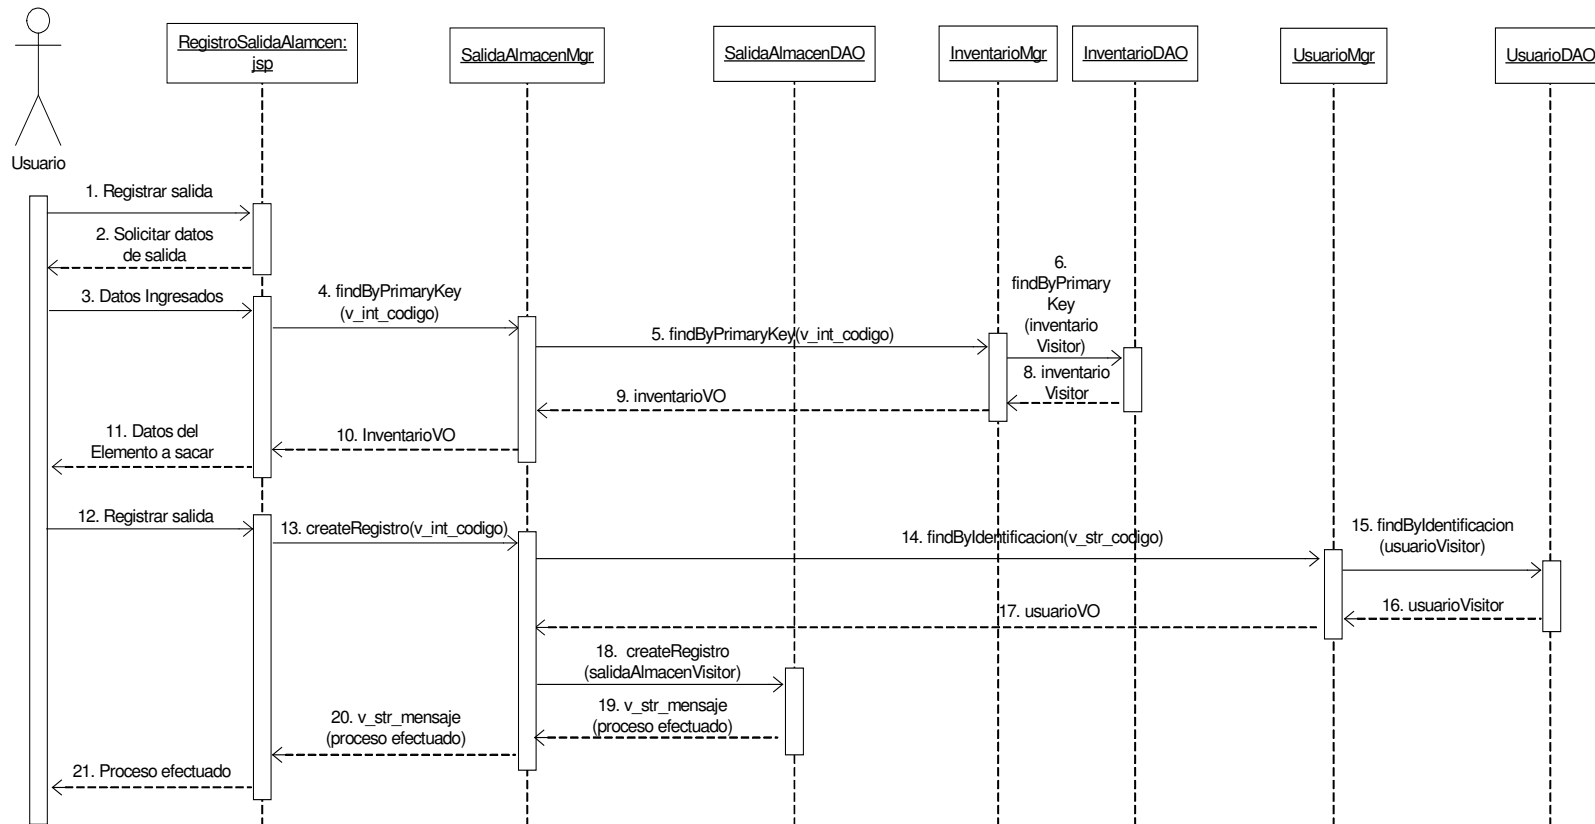 RegistroSalidaAlamcen:
jsp
SalidaAlmacenMgr
SalidaAlmacenDAO
InventarioMgr
InventarioDAO
UsuarioMgr
UsuarioDAO
Usuario
1. Registrar salida
2. Solicitar datos
de salida
3. Datos Ingresados
4. findByPrimaryKey
(v_int_codigo)
5. findByPrimaryKey(v_int_codigo)
6.
findByPrimary
Key
(inventario
Visitor)
8. inventario
Visitor
9. inventarioVO
10. InventarioVO
11. Datos del
Elemento a sacar
12. Registrar salida
13. createRegistro(v_int_codigo)
14. findByIdentificacion(v_str_codigo)
15. findByIdentificacion
(usuarioVisitor)
16. usuarioVisitor
17. usuarioVO
18. createRegistro
(salidaAlmacenVisitor)
19. v_str_mensaje
(proceso efectuado)
20. v_str_mensaje
(proceso efectuado)
21. Proceso efectuado